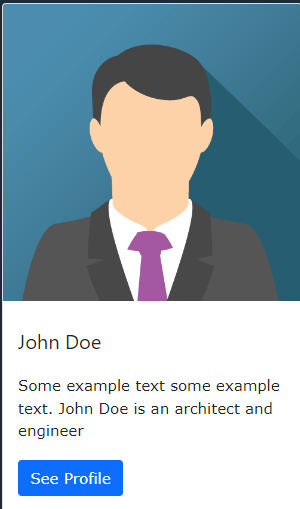 John Doe
Some example text some example
text. John Doe is an architect and
engineer
See Profile